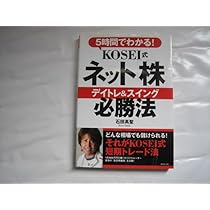 5時間でわかる!
KOSEI式
ネット株
デイトレ&スイング
必勝法
どんな相場でも儲けられる!
それがKOSEI式
短期トレード術